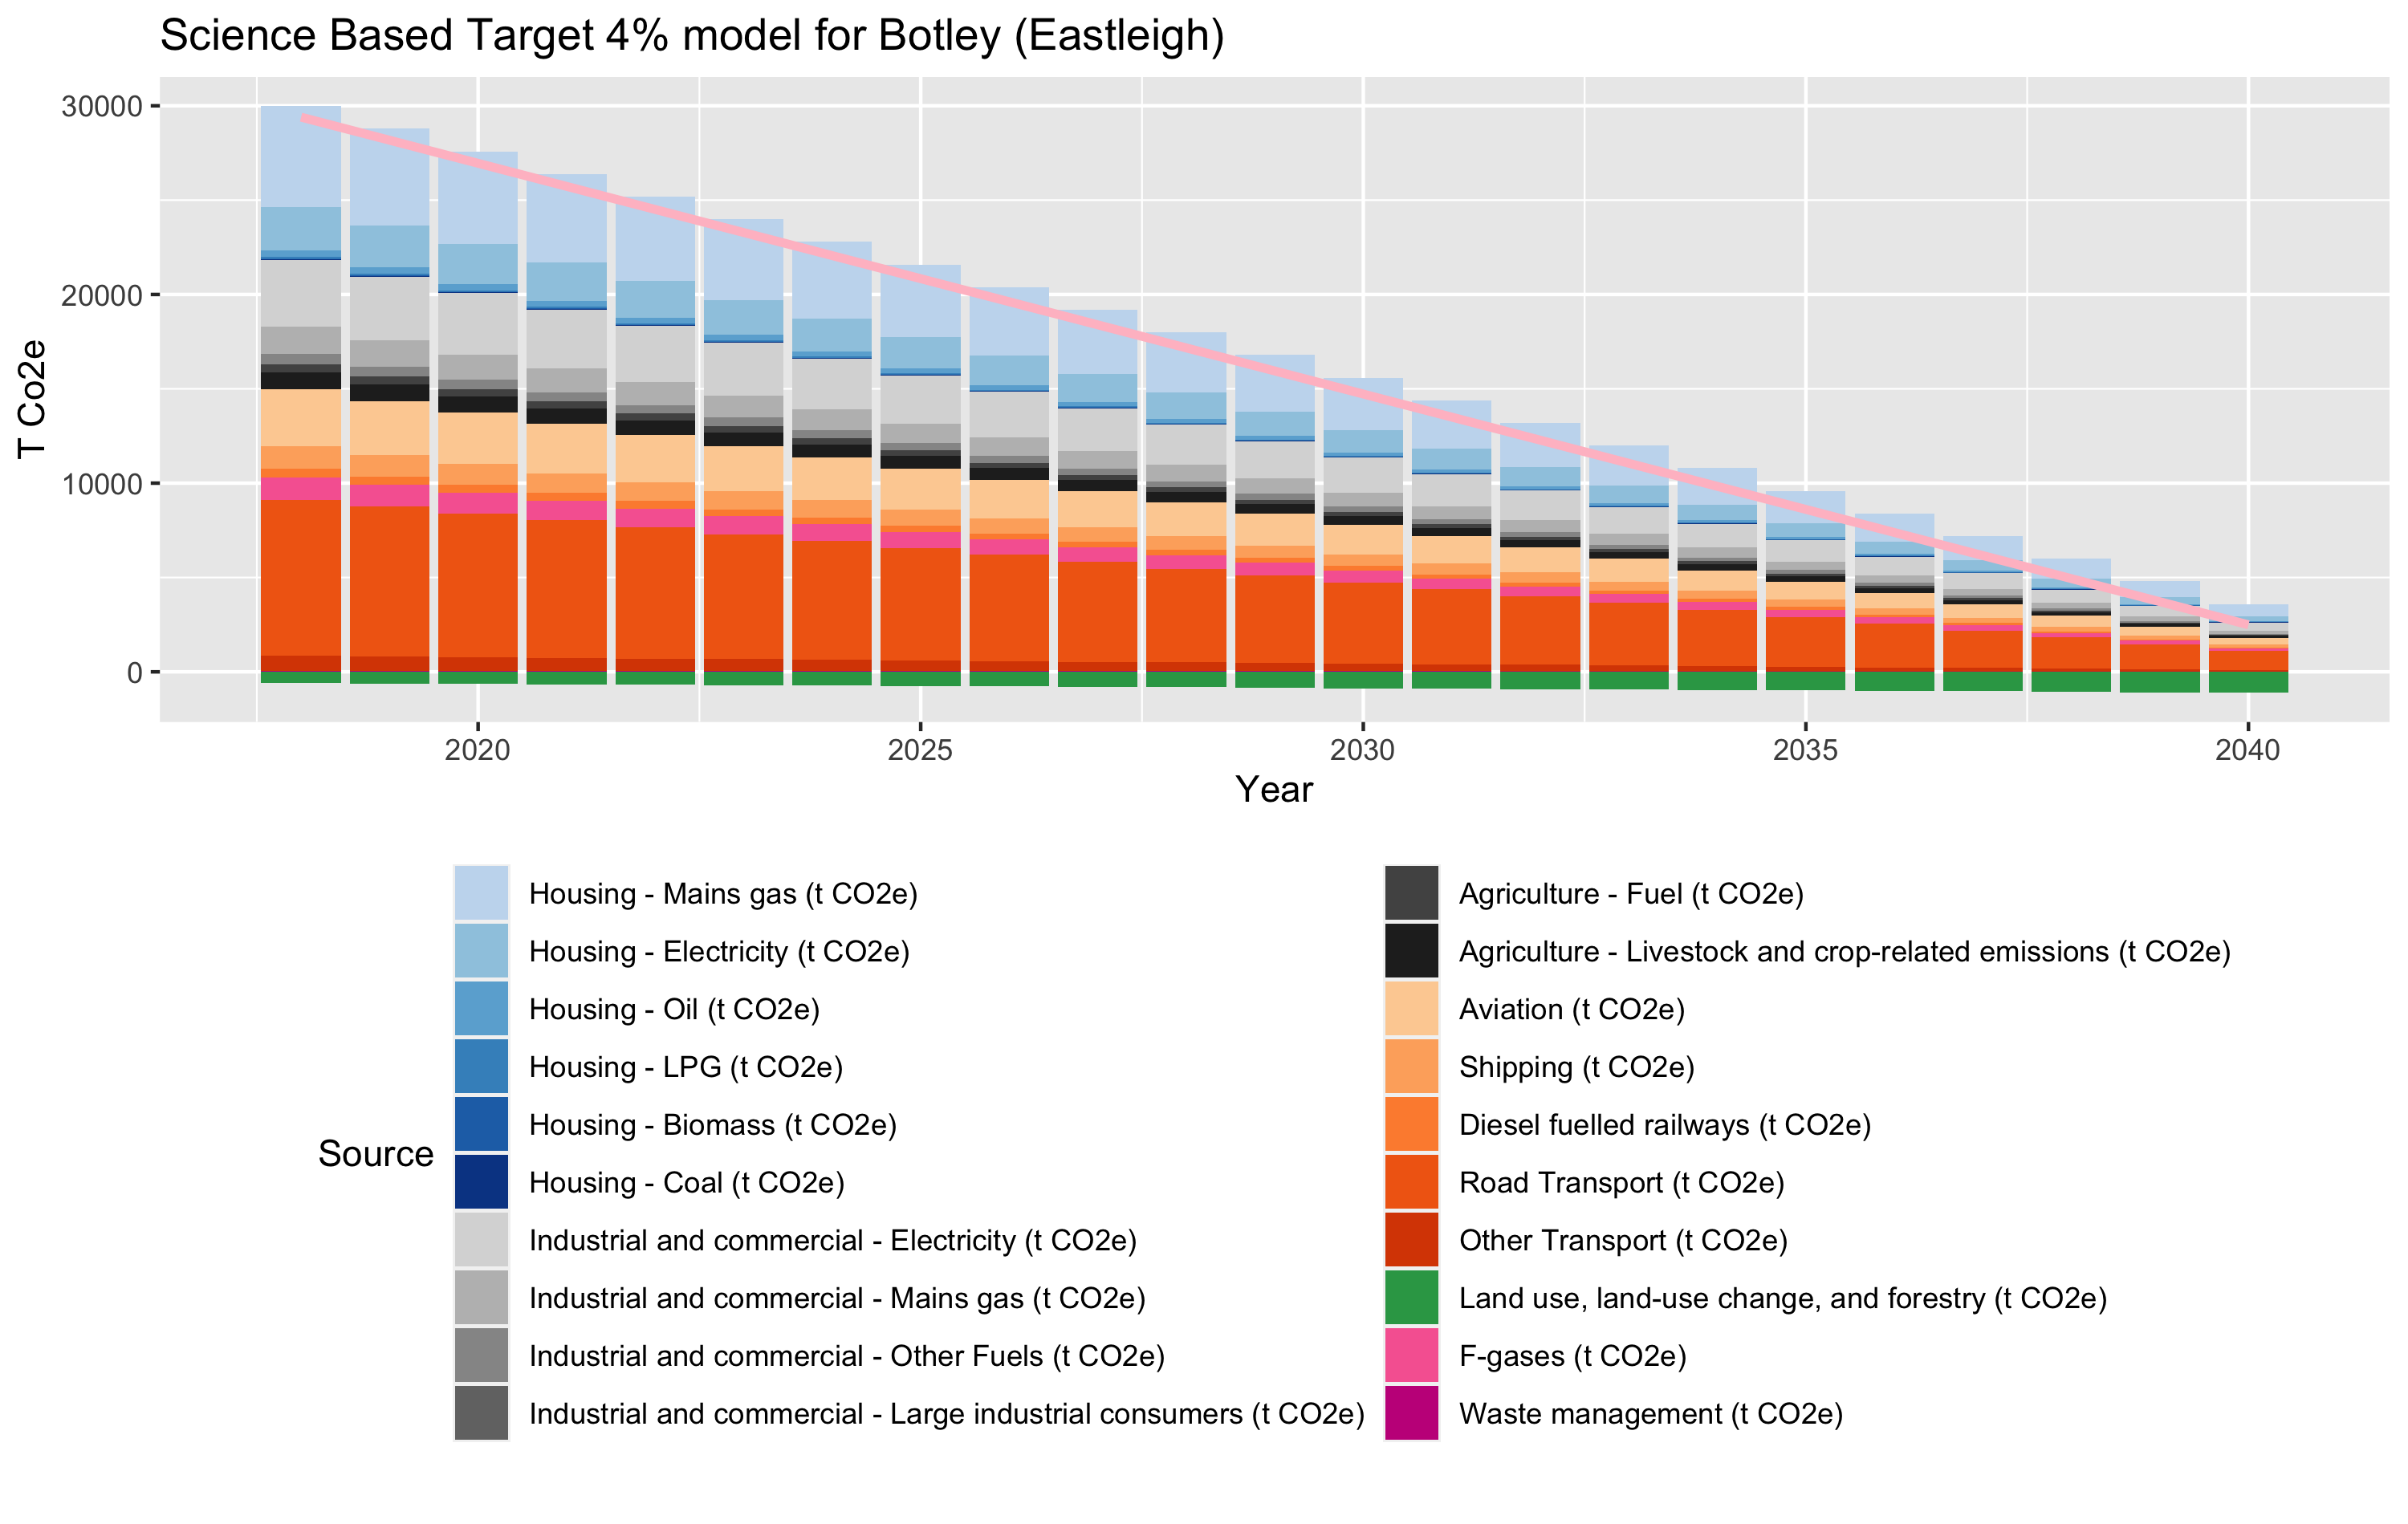 Science Based Target 4% model for Botley (Eastleigh)
T Co2e
30000
20000
10000
0
2020
2025
2030
2035
2040
Year
Source
Housing - Mains gas (t CO2e)
Housing - Electricity (t CO2e)
Housing - Oil (t CO2e)
Housing - LPG (t CO2e)
Housing - Biomass (t CO2e)
Housing - Coal (t CO2e)
Industrial and commercial - Electricity (t CO2e)
Industrial and commercial - Mains gas (t CO2e)
Industrial and commercial - Other Fuels (t CO2e)
Industrial and commercial - Large industrial consumers (t CO2e)
Agriculture - Fuel (t CO2e)
Agriculture - Livestock and crop-related emissions (t CO2e)
Aviation (t CO2e)
Shipping (t CO2e)
Diesel fuelled railways (t CO2e)
Road Transport (t CO2e)
Other Transport (t CO2e)
Land use, land-use change, and forestry (t CO2e)
F-gases (t CO2e)
Waste management (t CO2e)